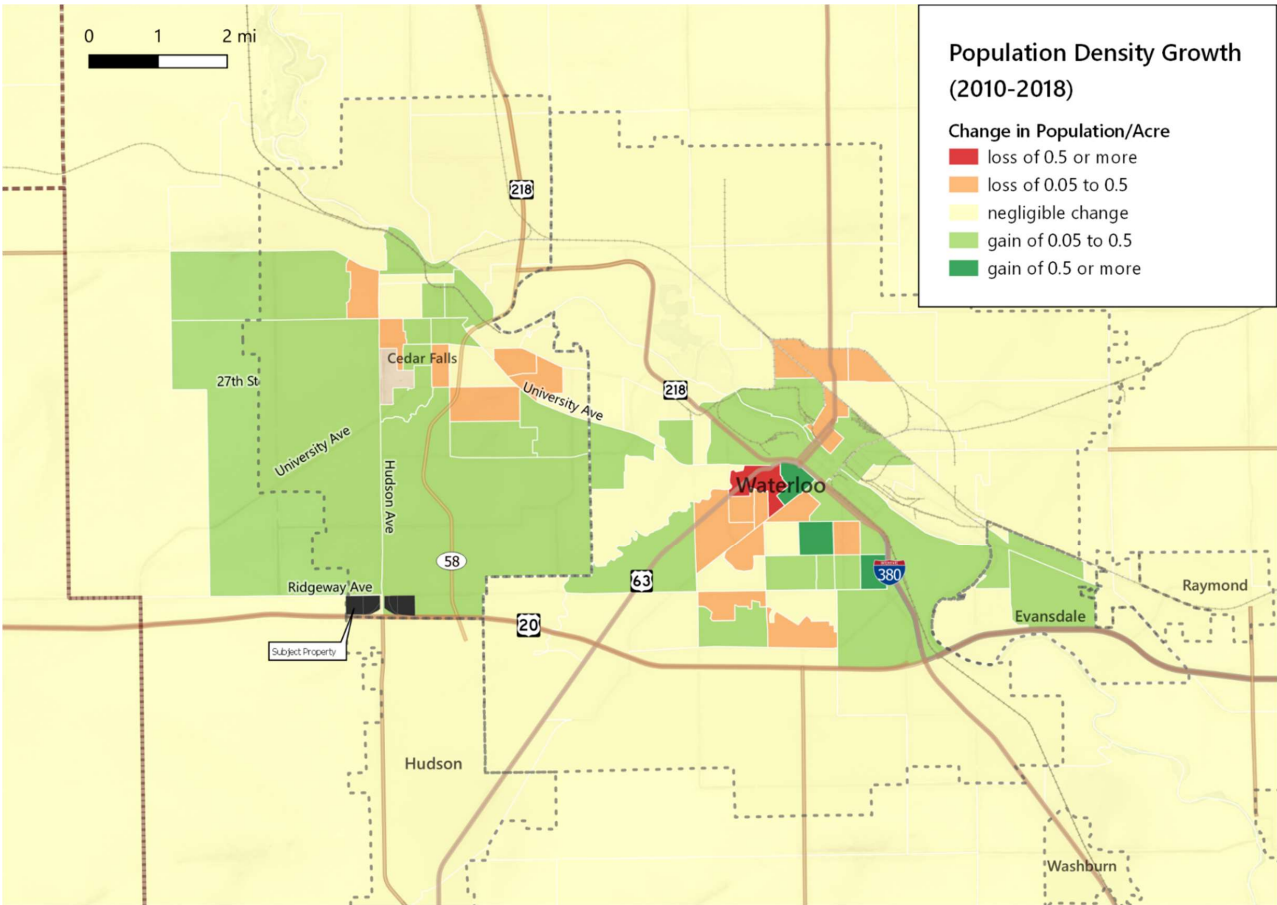 0 1 2 mi
Population Density Growth
(2010-2018)
Change in Population/Acre
loss of 0.5 or more
loss of 0.05 to 0.5
negligible change
gain of 0.05 to 0.5
gain of 0.5 or more
218
Cedar Falls
27th St
University Ave
218
University Ave
Hudson Ave
Waterloo
58
63
380
Ridgeway Ave
Raymond
Evansdale
20
Subject Property
Hudson
Washburn